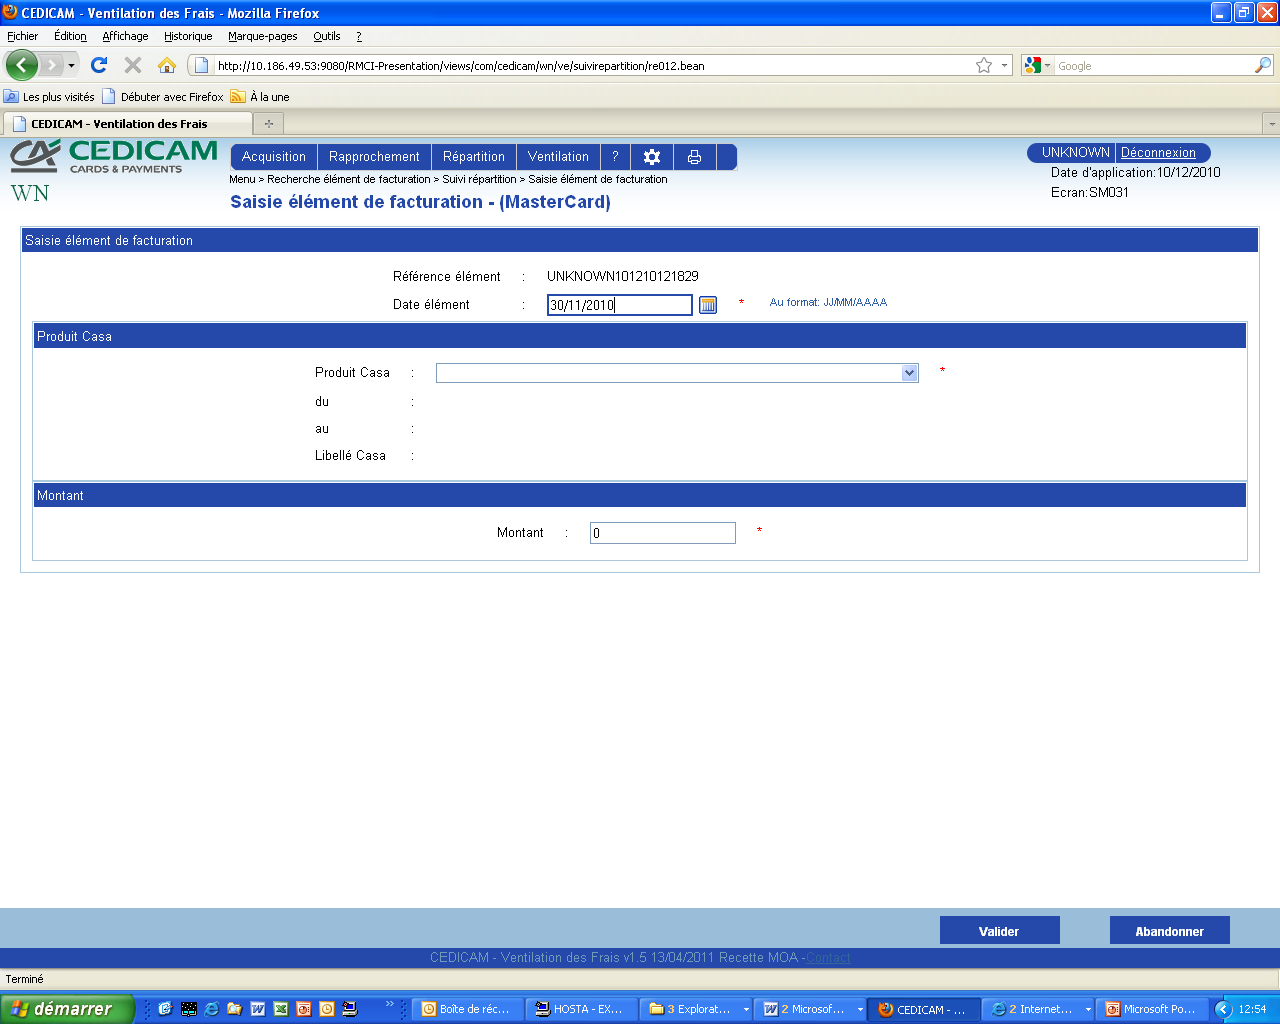 CEDICAM - Ventilation des Frais - Mozilla Firefox
Fichier Édition Affichage Historique Marque-pages Outils ?
http://10.186.49.53:9080/RMCI-Presentation/views/com/cedicam/wn/ve/suivirepartition/re012.bean
Google
Les plus visités Débuter avec Firefox À la une
CEDICAM - Ventilation des Frais
CEDICAM
CARDS & PAYMENTS
WN
Acquisition Rapprochement Répartition Ventilation ?
UNKNOWN Déconnexion
Date d'application:10/12/2010
Ecran:SM031
Menu > Recherche élément de facturation > Suivi répartition > Saisie élément de facturation
Saisie élément de facturation - (MasterCard)
Saisie élément de facturation
Référence élément : UNKNOWN101210121829
Date élément : 30/11/2010 * Au format: JJ/MM/AAAA
Produit Casa
Produit Casa : *
du :
au :
Libellé Casa :
Montant
Montant : 0 *
Valider Abandonner
CEDICAM - Ventilation des Frais v1.5 13/04/2011 Recette MOA -Contact
Terminé
démarrer » Boîte de réc... HOSTA - EX... 3 Explorat... 2 Microsof... CEDICAM - ... 2 Internet... Microsoft Po... 12:54